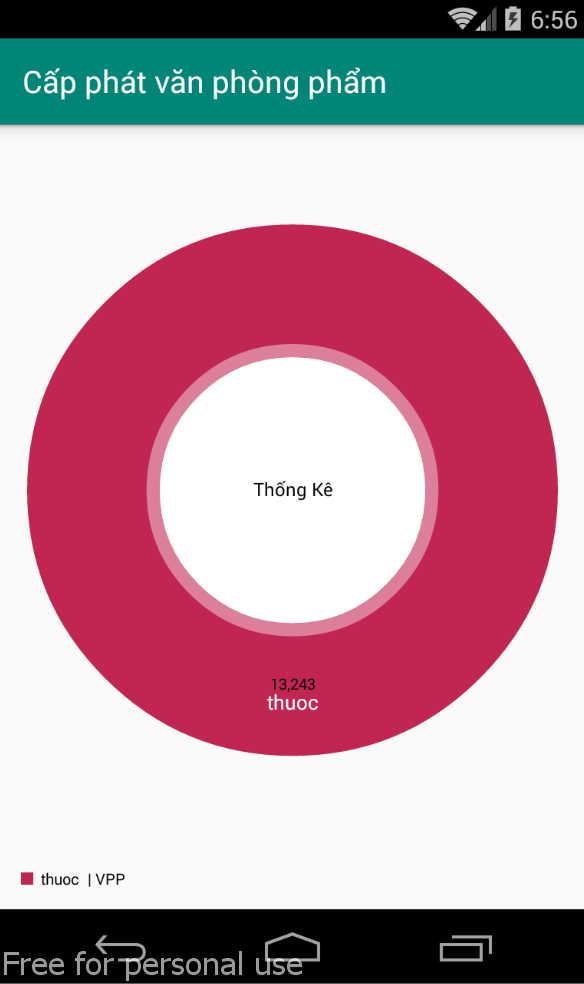 6:56
Cấp phát văn phòng phẩm
Thống Kê
13,243
thuoc
thuoc | VPP
Free for personal use